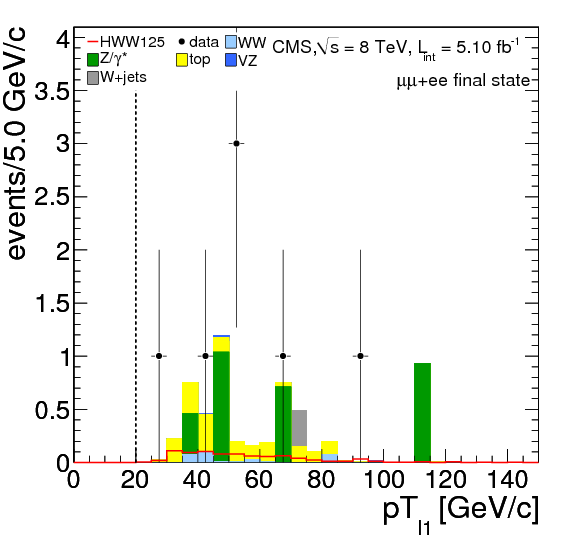 HWW125 data WW CMS,√s = 8 TeV, L_int = 5.10 fb⁻¹
Z/γ* top VZ
W+jets μμ+ee final state
events/5.0 GeV/c
4
3.5
3
2.5
2
1.5
1
0.5
0
0 20 40 60 80 100 120 140
pT_l1 [GeV/c]